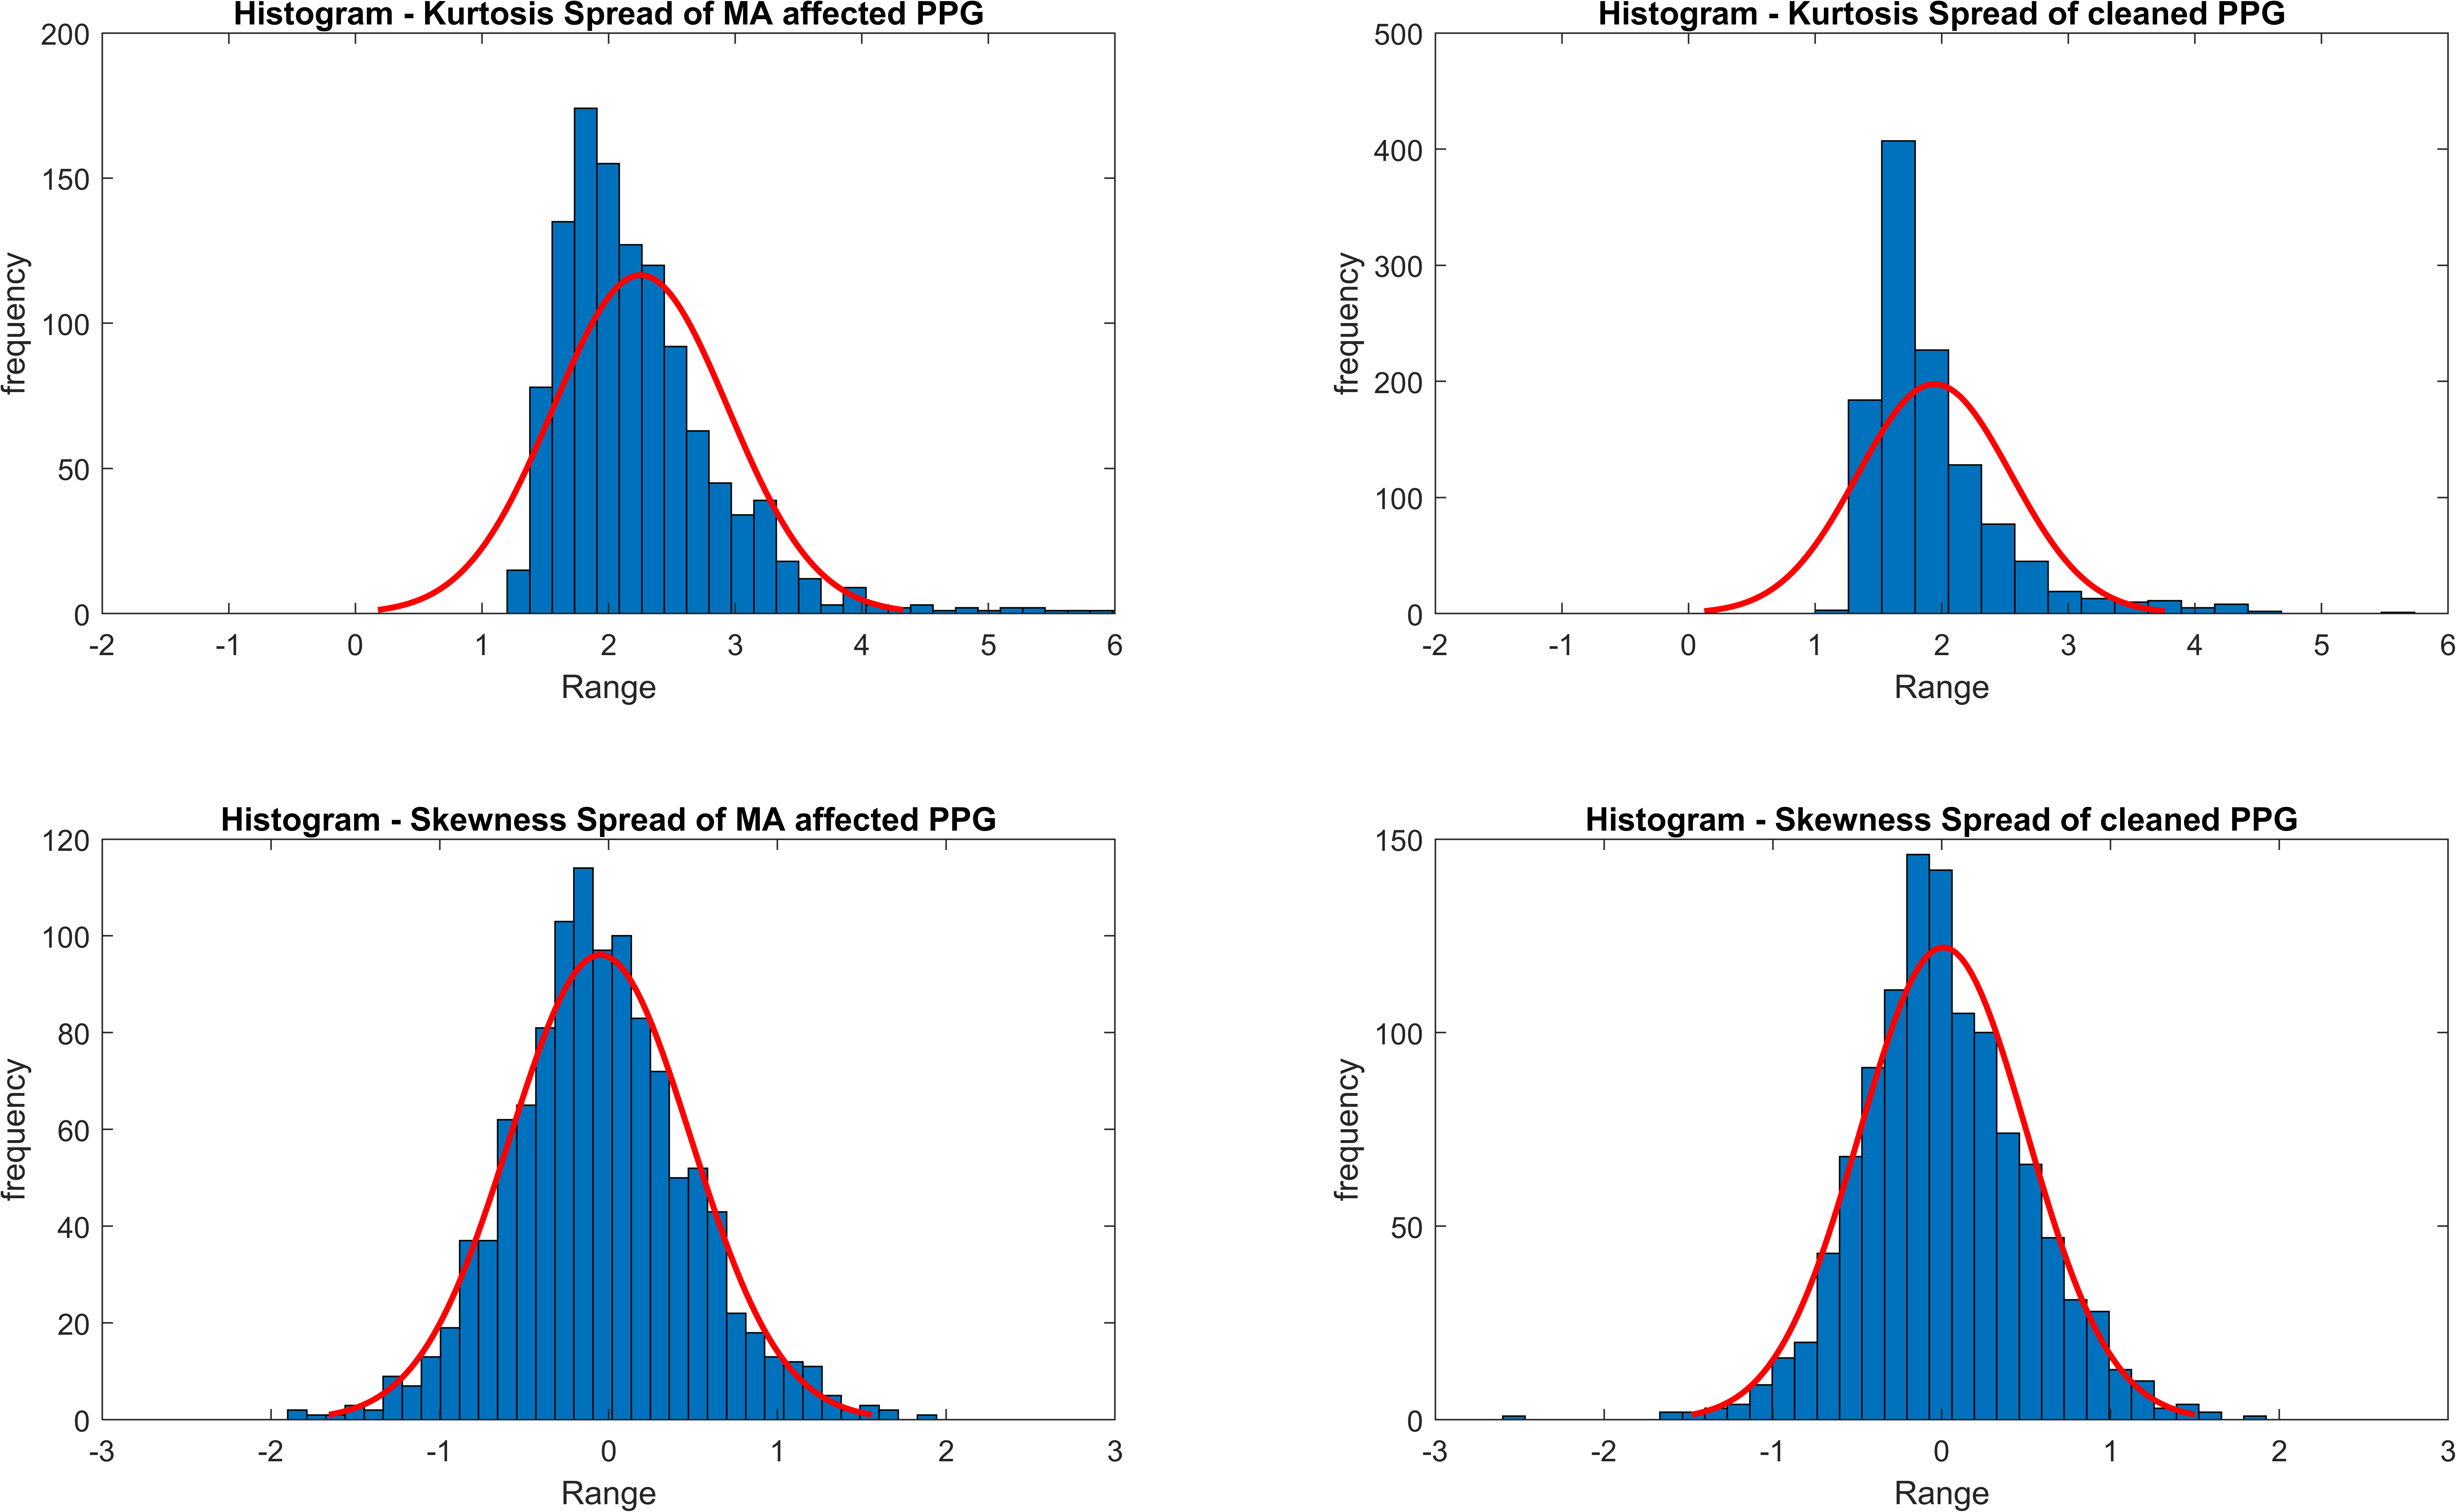 Histogram - Kurtosis Spread of MA affected PPG
200
150
100
50
0
frequency
-2 -1 0 1 2 3 4 5 6
Range
Histogram - Kurtosis Spread of cleaned PPG
500
400
300
200
100
0
frequency
-2 -1 0 1 2 3 4 5 6
Range
Histogram - Skewness Spread of MA affected PPG
120
100
80
60
40
20
0
frequency
-3 -2 -1 0 1 2 3
Range
Histogram - Skewness Spread of cleaned PPG
150
100
50
0
frequency
-3 -2 -1 0 1 2 3
Range